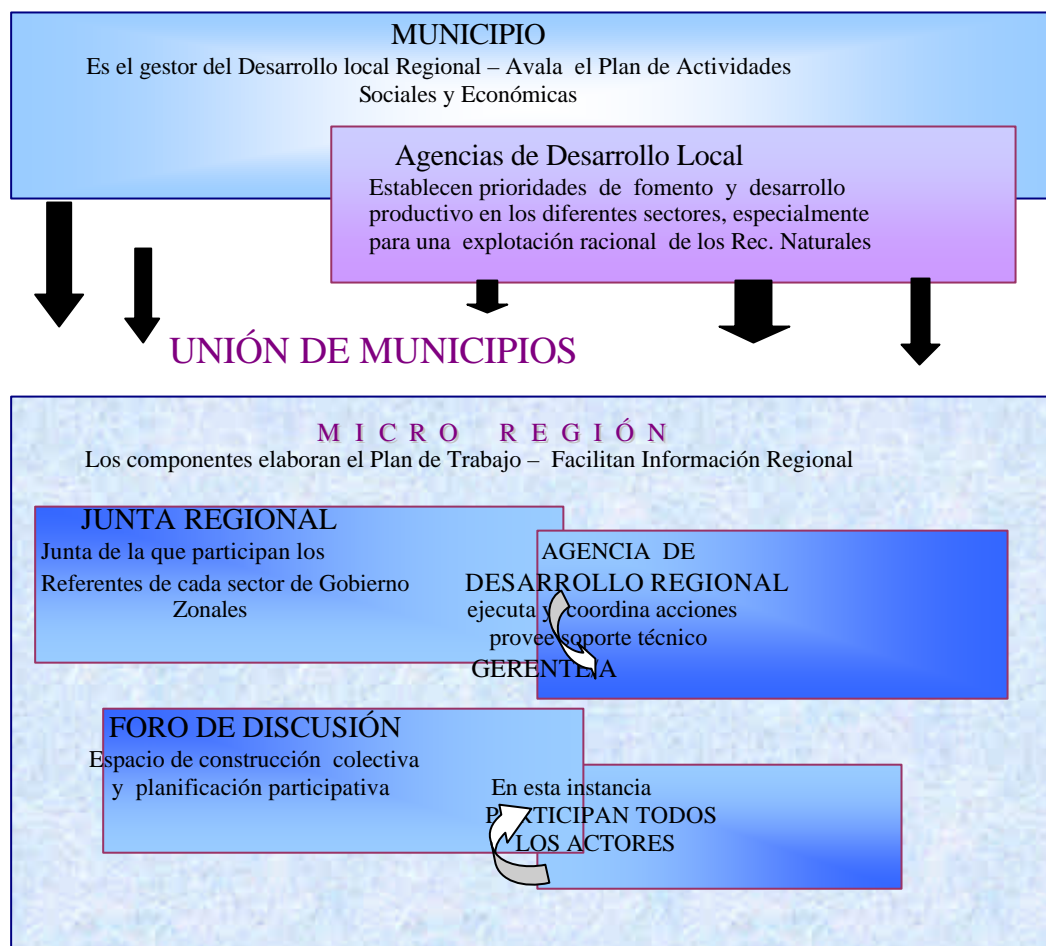 MUNICIPIO
Es el gestor del Desarrollo local Regional – Avala el Plan de Actividades
Sociales y Económicas
Agencias de Desarrollo Local
Establecen prioridades de fomento y desarrollo
productivo en los diferentes sectores, especialmente
para una explotación racional de los Rec. Naturales
UNIÓN DE MUNICIPIOS
MICRO REGIÓN
Los componentes elaboran el Plan de Trabajo – Facilitan Información Regional
JUNTA REGIONAL
Junta de la que participan los
Referentes de cada sector de Gobierno
Zonales
AGENCIA DE
DESARROLLO REGIONAL
ejecuta y coordina acciones
provee soporte técnico
GERENTE/A
FORO DE DISCUSIÓN
Espacio de construcción colectiva
y planificación participativa
En esta instancia
PARTICIPAN TODOS
LOS ACTORES